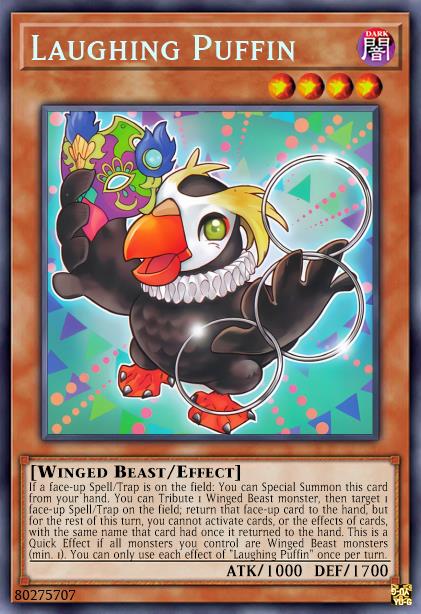 LAUGHING PUFFIN
DARK
闇
[WINGED BEAST/EFFECT]
If a face-up Spell/Trap is on the field: You can Special Summon this card
from your hand. You can Tribute 1 Winged Beast monster, then target 1
face-up Spell/Trap on the field; return that face-up card to the hand, but
for the rest of this turn, you cannot activate cards, or the effects of cards,
with the same name that card had once it returned to the hand. This is a
Quick Effect if all monsters you control are Winged Beast monsters
(min. 1). You can only use each effect of "Laughing Puffin" once per turn.
ATK/1000 DEF/1700
80275707